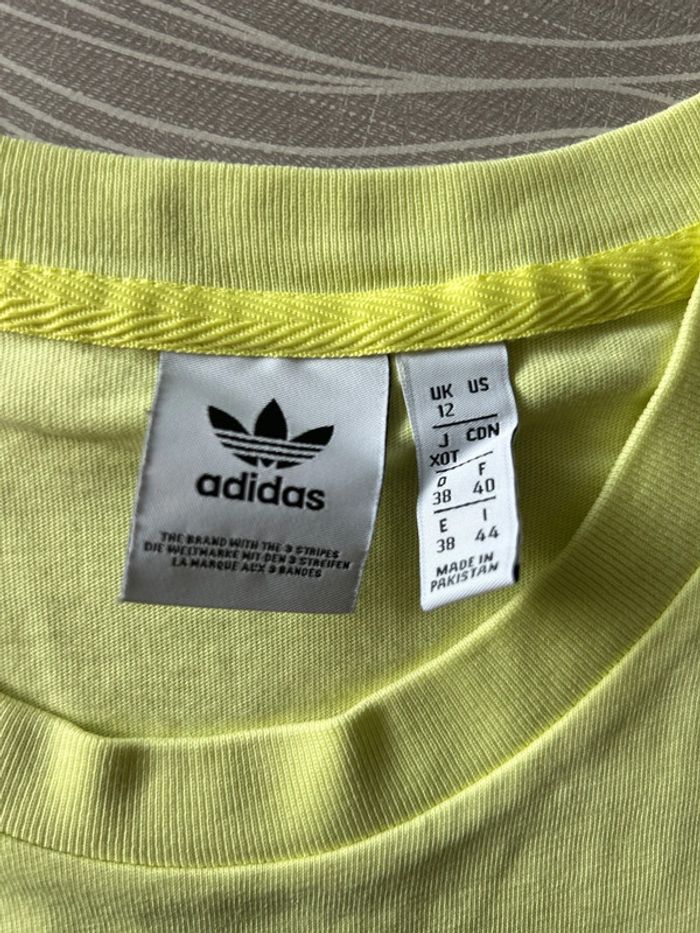 adidas
THE BRAND WITH THE 3 STRIPES
DIE WELTMARKE MIT DEN 3 STREIFEN
LA MARQUE AUX 3 BANDES
UK US
12
J CDN
XOT
D F
38 40
E I
38 44
MADE IN
PAKISTAN